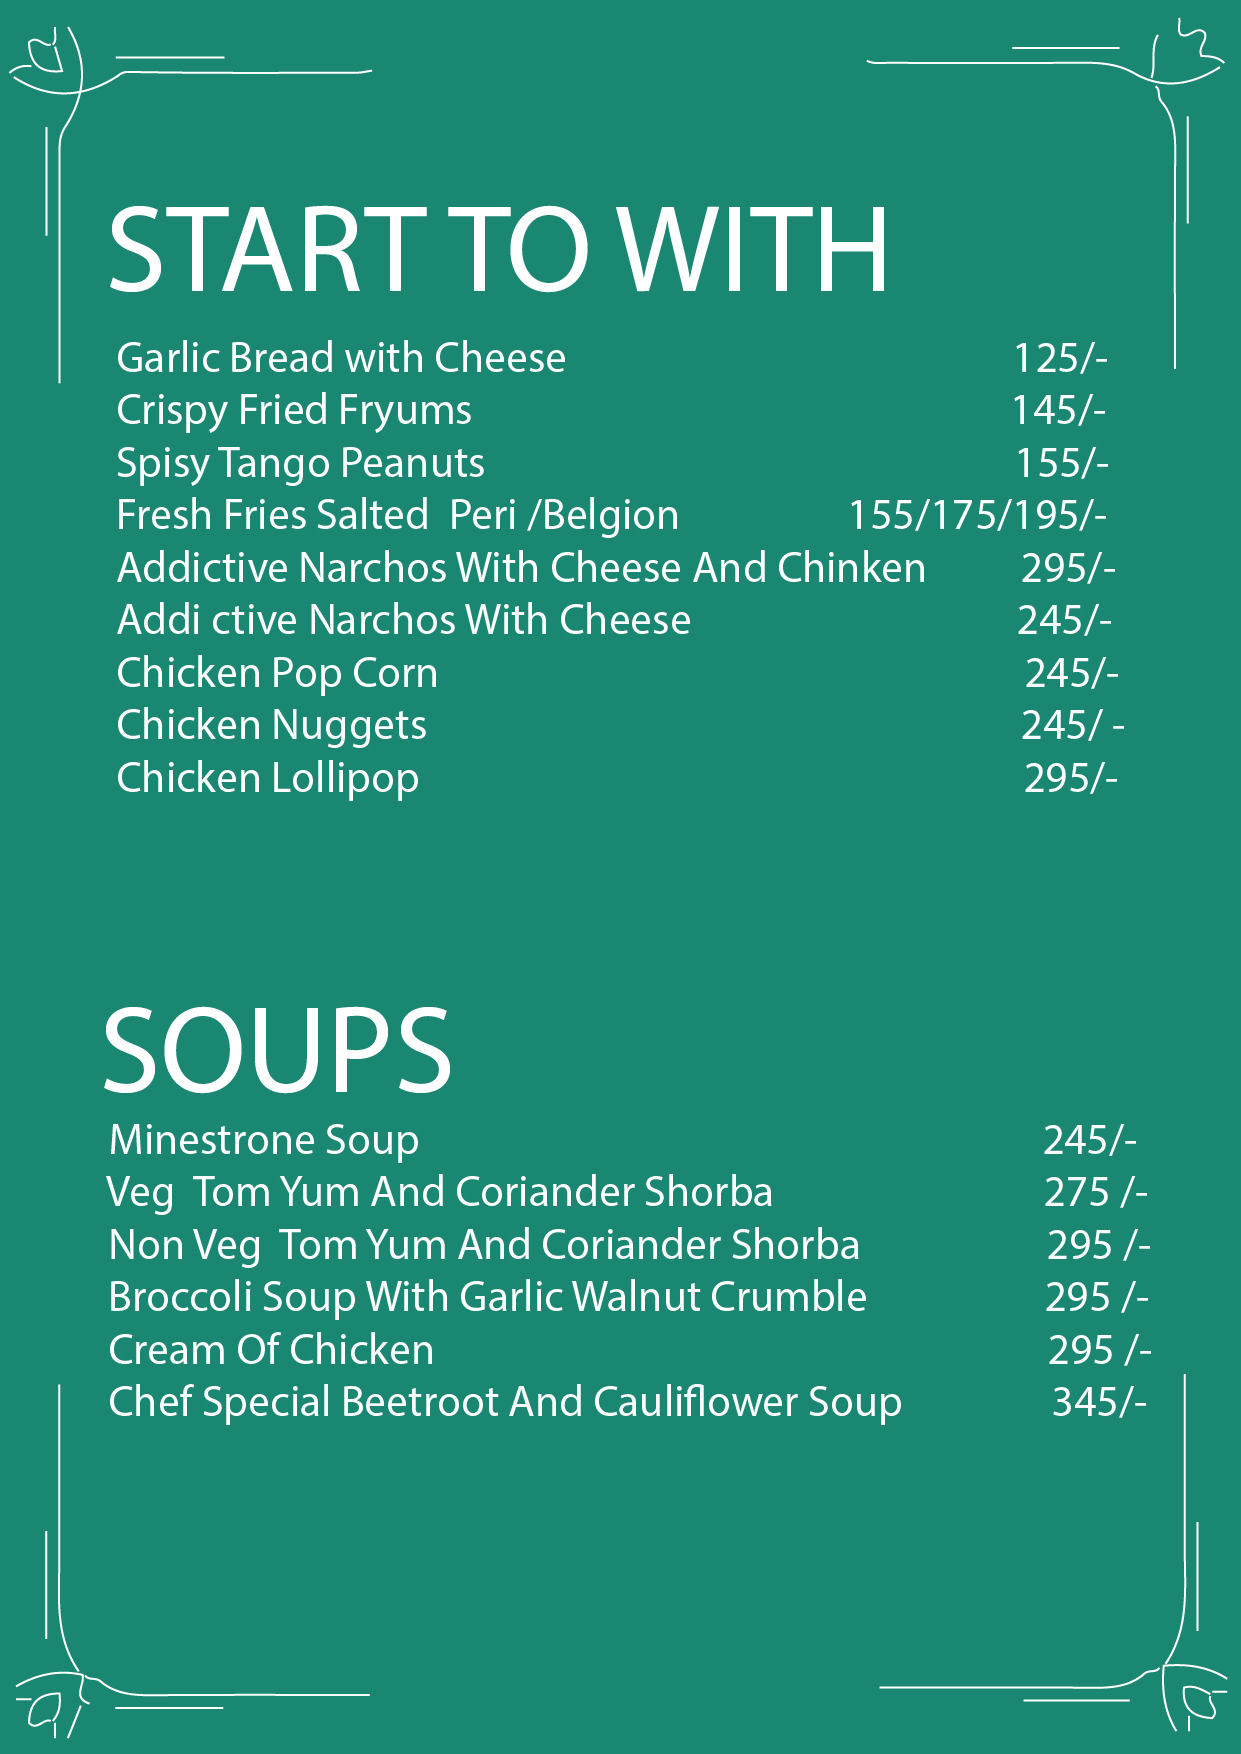 START TO WITH
Garlic Bread with Cheese 125/-
Crispy Fried Fryums 145/-
Spisy Tango Peanuts 155/-
Fresh Fries Salted  Peri /Belgion 155/175/195/-
Addictive Narchos With Cheese And Chinken 295/-
Addi ctive Narchos With Cheese 245/-
Chicken Pop Corn 245/-
Chicken Nuggets 245/ -
Chicken Lollipop 295/-
SOUPS
Minestrone Soup 245/-
Veg  Tom Yum And Coriander Shorba 275 /-
Non Veg  Tom Yum And Coriander Shorba 295 /-
Broccoli Soup With Garlic Walnut Crumble 295 /-
Cream Of Chicken 295 /-
Chef Special Beetroot And Cauliflower Soup 345/-